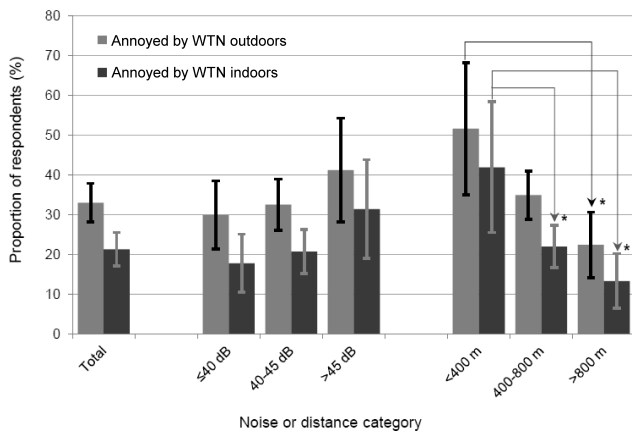 80
70
60
50
40
30
20
10
0
Proportion of respondents (%)
Annoyed by WTN outdoors
Annoyed by WTN indoors
*
*
*
Total
≤40 dB
40-45 dB
>45 dB
<400 m
400-800 m
>800 m
Noise or distance category